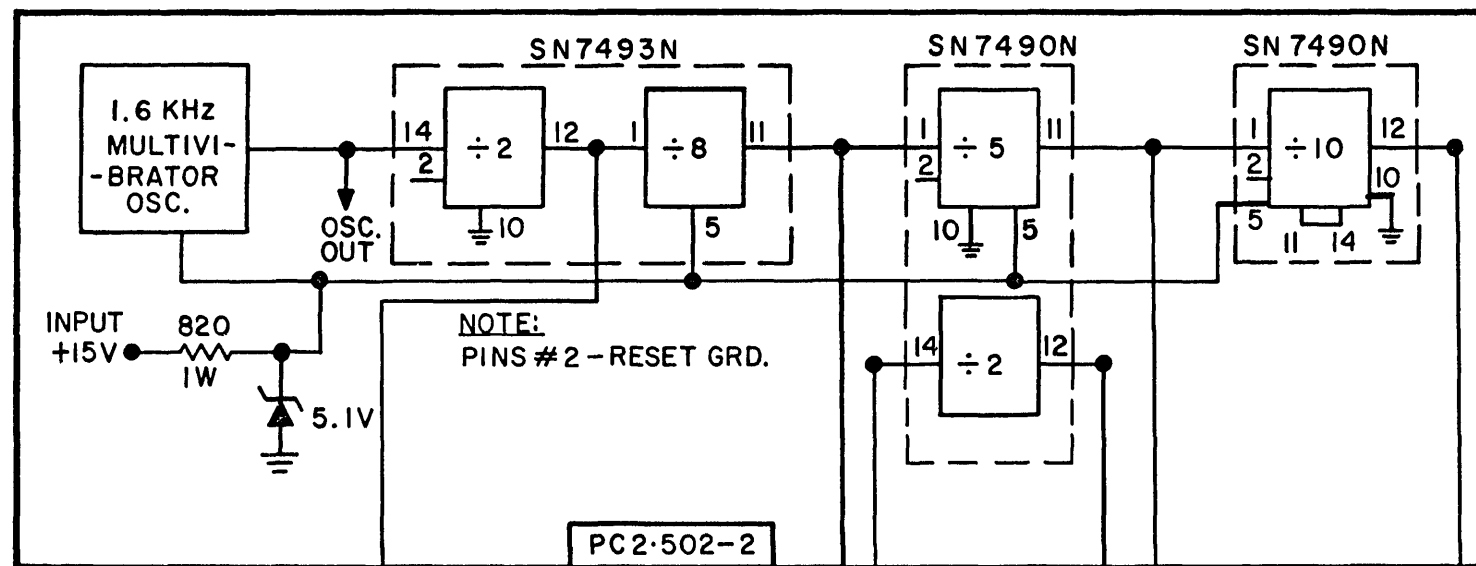 SN7493N
SN7490N
SN7490N
1.6 KHz
MULTIVI-
-BRATOR
OSC.
14
2
÷2
12
10
1
÷8
11
5
1
2
÷5
11
10
5
1
2
÷10
12
10
5
11
14
OSC.
OUT
INPUT
+15V
820
1W
5.1V
NOTE:
PINS #2-RESET GRD.
14
÷2
12
PC2·502-2